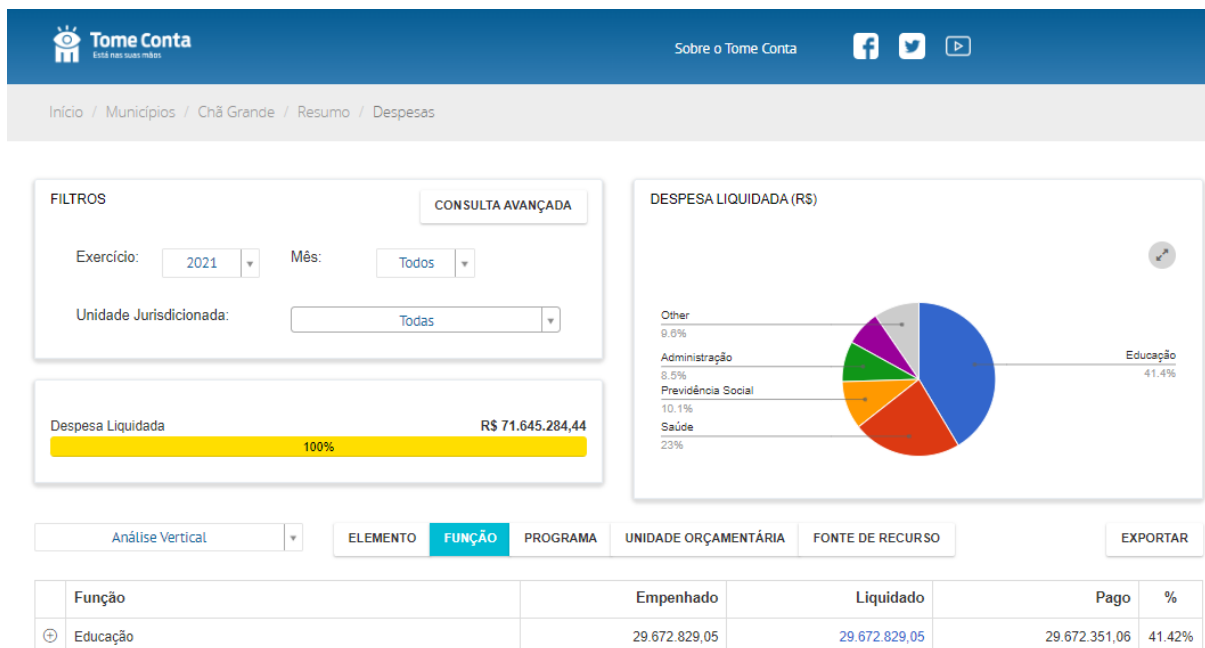 Tome Conta
Está nas suas mãos
Sobre o Tome Conta
Início / Municípios / Chã Grande / Resumo / Despesas
FILTROS
CONSULTA AVANÇADA
Exercício: 2021 Mês: Todos
Unidade Jurisdicionada: Todas
Despesa Liquidada R$ 71.645.284,44
100%
DESPESA LIQUIDADA (R$)
Other
9.6%
Administração
8.5%
Previdência Social
10.1%
Saúde
23%
Educação
41.4%
Análise Vertical ELEMENTO FUNÇÃO PROGRAMA UNIDADE ORÇAMENTÁRIA FONTE DE RECURSO EXPORTAR
Função Empenhado Liquidado Pago %
Educação 29.672.829,05 29.672.829,05 29.672.351,06 41.42%